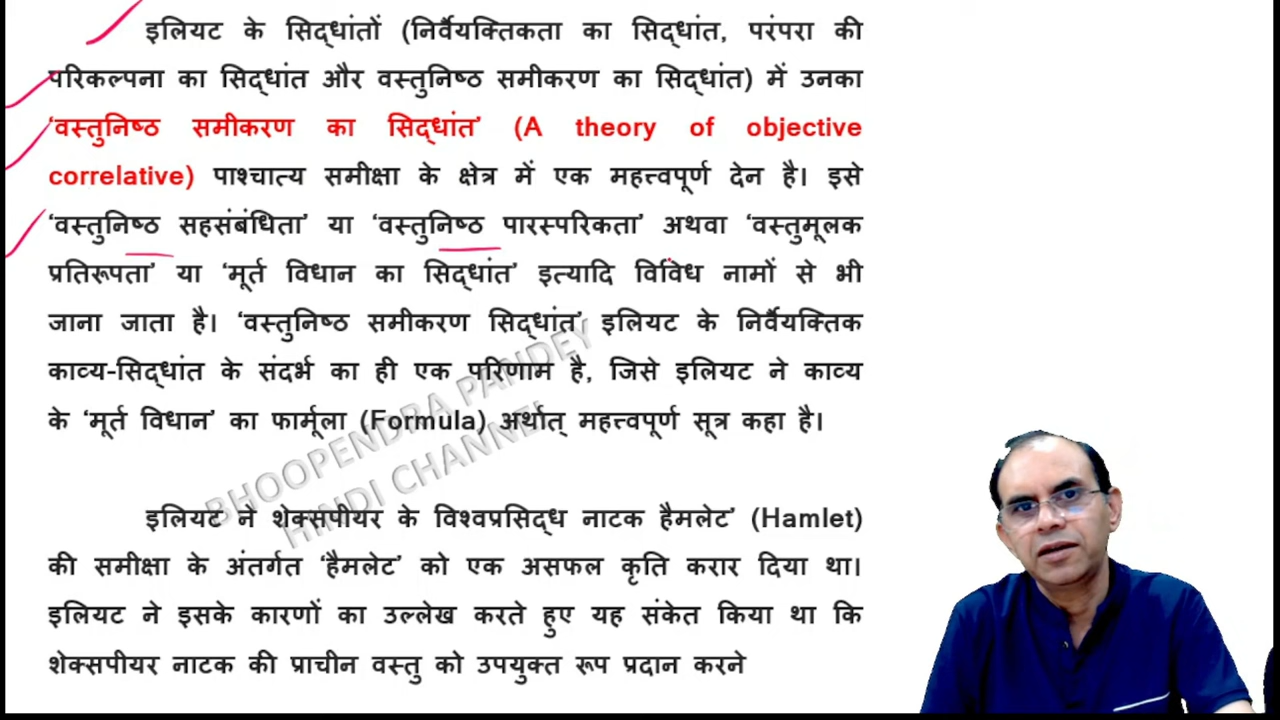 इलियट के सिद्धांतों (निर्वैयक्तिकता का सिद्धांत, परंपरा की
परिकल्पना का सिद्धांत और वस्तुनिष्ठ समीकरण का सिद्धांत) में उनका
‘वस्तुनिष्ठ समीकरण का सिद्धांत’ (A theory of objective
correlative) पाश्चात्य समीक्षा के क्षेत्र में एक महत्त्वपूर्ण देन है। इसे
‘वस्तुनिष्ठ सहसंबंधिता’ या ‘वस्तुनिष्ठ पारस्परिकता’ अथवा ‘वस्तुमूलक
प्रतिरूपता’ या ‘मूर्त विधान का सिद्धांत’ इत्यादि विविध नामों से भी
जाना जाता है। ‘वस्तुनिष्ठ समीकरण सिद्धांत’ इलियट के निर्वैयक्तिक
काव्य-सिद्धांत के संदर्भ का ही एक परिणाम है, जिसे इलियट ने काव्य
के ‘मूर्त विधान’ का फार्मूला (Formula) अर्थात् महत्त्वपूर्ण सूत्र कहा है।
BHOOPENDRA PANDEY
HINDI CHANNEL
इलियट ने शेक्सपीयर के विश्वप्रसिद्ध नाटक हैमलेट’ (Hamlet)
की समीक्षा के अंतर्गत ‘हैमलेट’ को एक असफल कृति करार दिया था।
इलियट ने इसके कारणों का उल्लेख करते हुए यह संकेत किया था कि
शेक्सपीयर नाटक की प्राचीन वस्तु को उपयुक्त रूप प्रदान करने